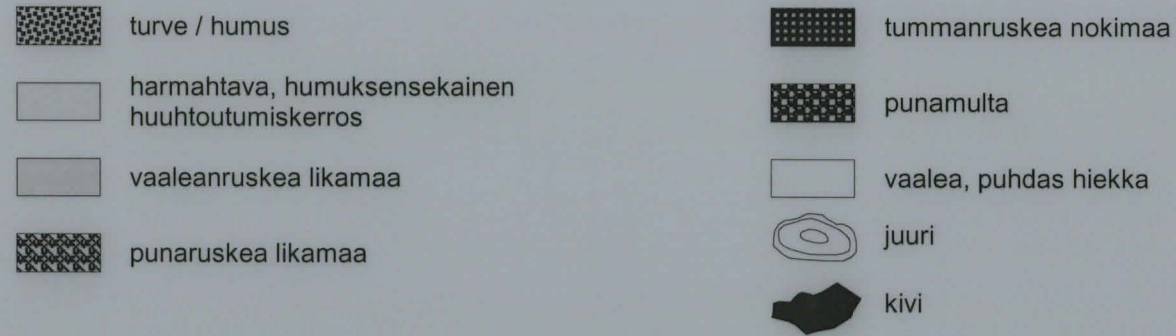 turve / humus
harmahtava, humuksensekainen
huuhtoutumiskerros
vaaleanruskea likamaa
punaruskea likamaa
tummanruskea nokimaa
punamulta
vaalea, puhdas hiekka
juuri
kivi